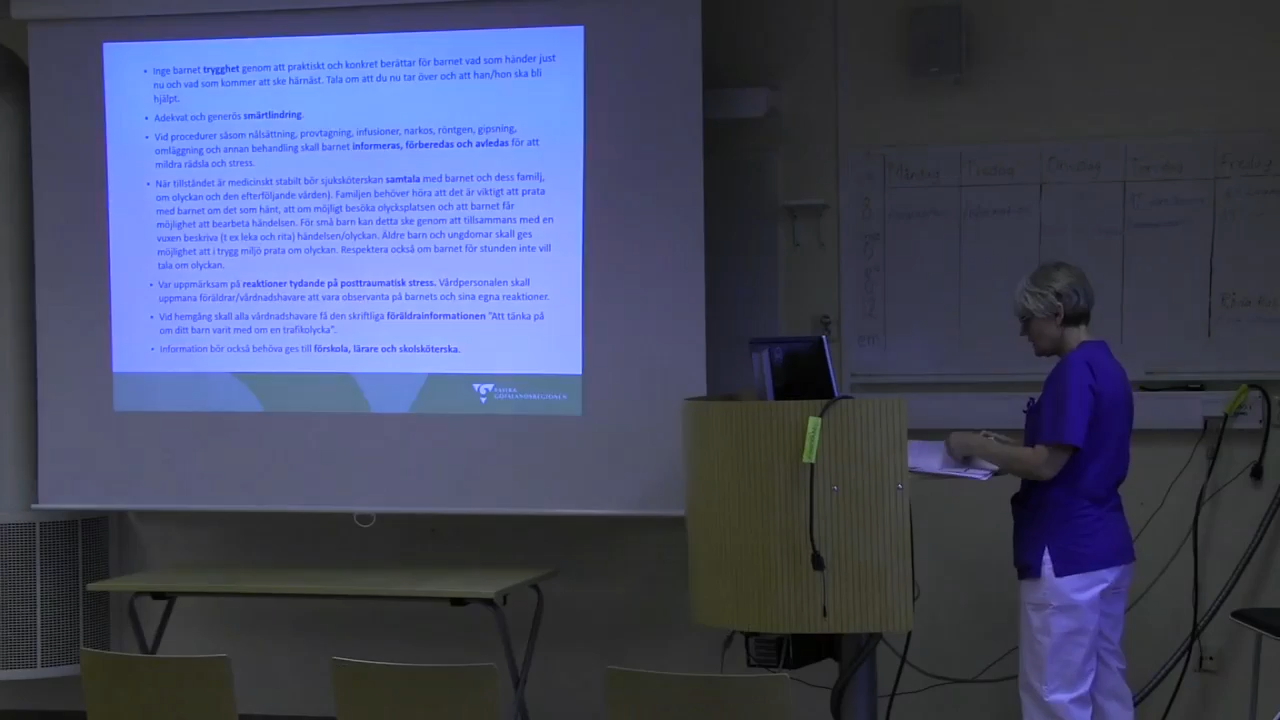 • Inge barnet trygghet genom att praktiskt och konkret berättar för barnet vad som händer just
nu och vad som kommer att ske härnäst. Tala om att du nu tar över och att han/hon ska bli
hjälpt.
• Adekvat och generös smärtlindring.
• Vid procedurer såsom nålsättning, provtagning, infusioner, narkos, röntgen, gipsning,
omläggning och annan behandling skall barnet informeras, förberedas och avledas för att
mildra rädsla och stress.
• När tillståndet är medicinskt stabilt bör sjuksköterskan samtala med barnet och dess familj,
om olyckan och den efterföljande vården). Familjen behöver höra att det är viktigt att prata
med barnet om det som hänt, att om möjligt besöka olycksplatsen och att barnet får
möjlighet att bearbeta händelsen. För små barn kan detta ske genom att tillsammans med en
vuxen beskriva (t ex leka och rita) händelsen/olyckan. Äldre barn och ungdomar skall ges
möjlighet att i trygg miljö prata om olyckan. Respektera också om barnet för stunden inte vill
tala om olyckan.
• Var uppmärksam på reaktioner tydande på posttraumatisk stress. Vårdpersonalen skall
uppmana föräldrar/vårdnadshavare att vara observanta på barnets och sina egna reaktioner.
• Vid hemgång skall alla vårdnadshavare få den skriftliga föräldrainformationen "Att tänka på
om ditt barn varit med om en trafikolycka".
• Information bör också behöva ges till förskola, lärare och skolsköterska.
VÄSTRA
GÖTALANDSREGIONEN
Måndag Tisdag Onsdag Torsdag Fredag
em